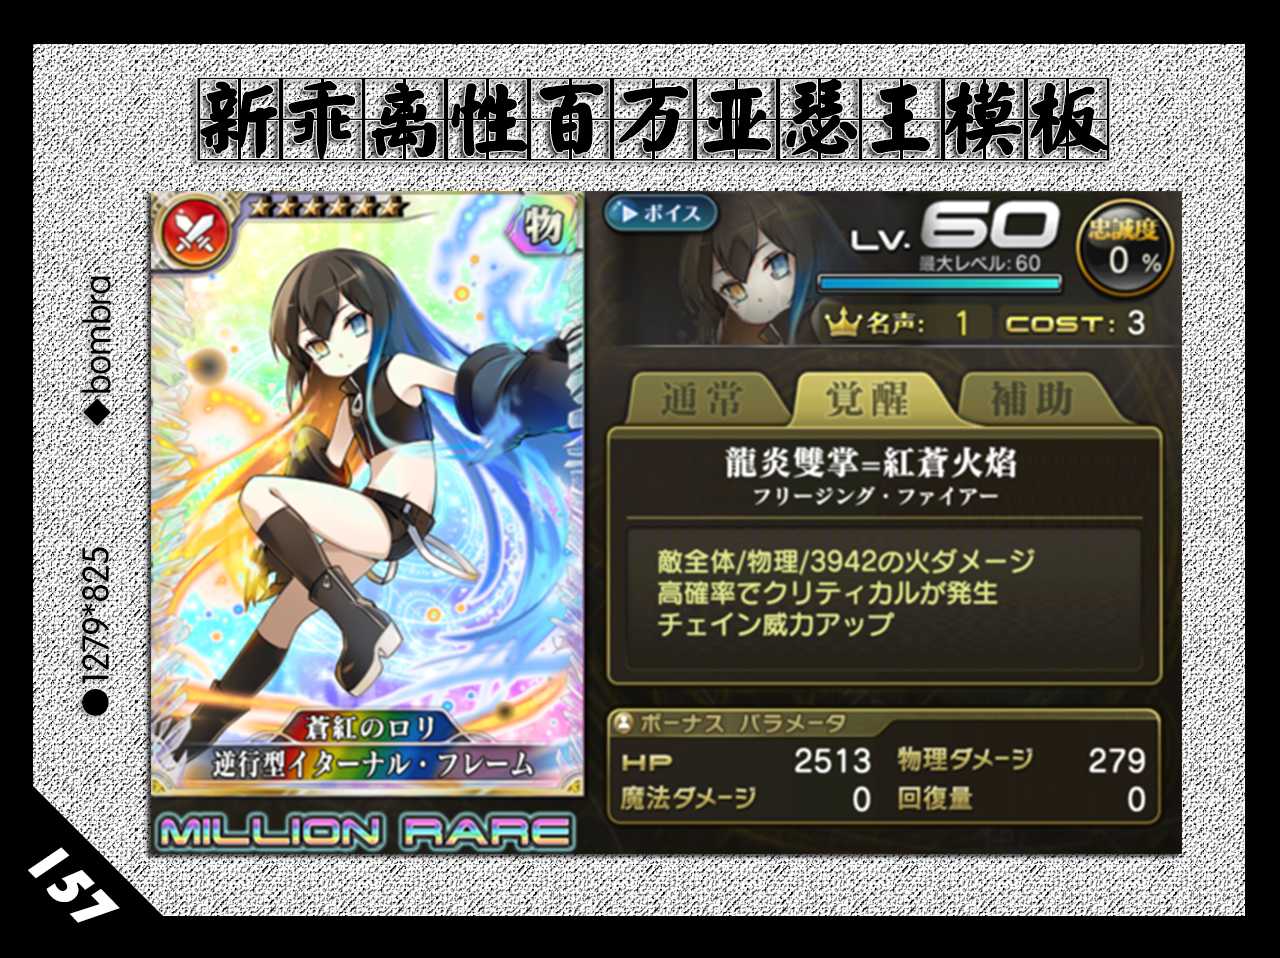 新乖离性百万亚瑟王模板
◆bombro
●1279*825
157
物
蒼紅のロリ
逆行型イターナル・フレーム
MILLION RARE
ボイス
LV. 60
最大レベル:60
忠誠度
0 %
名声: 1
COST: 3
通常
覚醒
補助
龍炎雙掌=紅蒼火焰
フリージング・ファイアー
敵全体/物理/3942の火ダメージ
高確率でクリティカルが発生
チェイン威力アップ
ボーナス パラメータ
HP 2513 物理ダメージ 279
魔法ダメージ 0 回復量 0